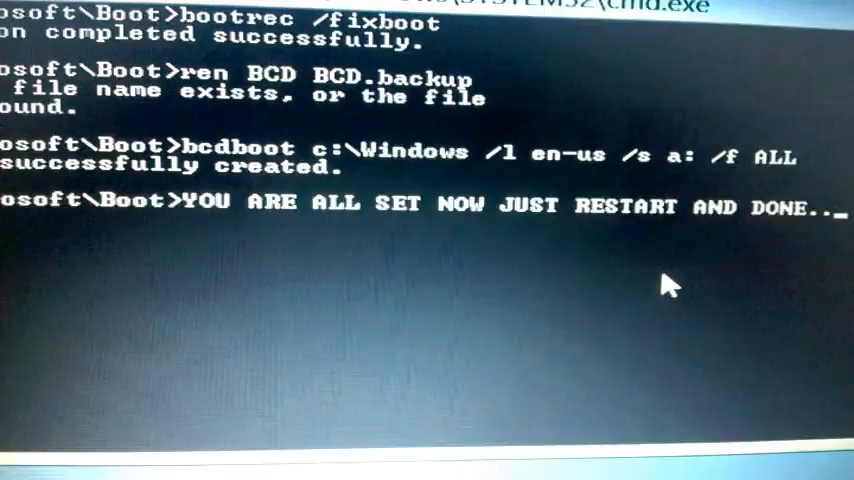 \cmd.exe
osoft\Boot>bootrec /fixboot
on completed successfully.
osoft\Boot>ren BCD BCD.backup
file name exists, or the file
ound.
osoft\Boot>bcdboot c:\Windows /l en-us /s a: /f ALL
successfully created.
osoft\Boot>YOU ARE ALL SET NOW JUST RESTART AND DONE.._